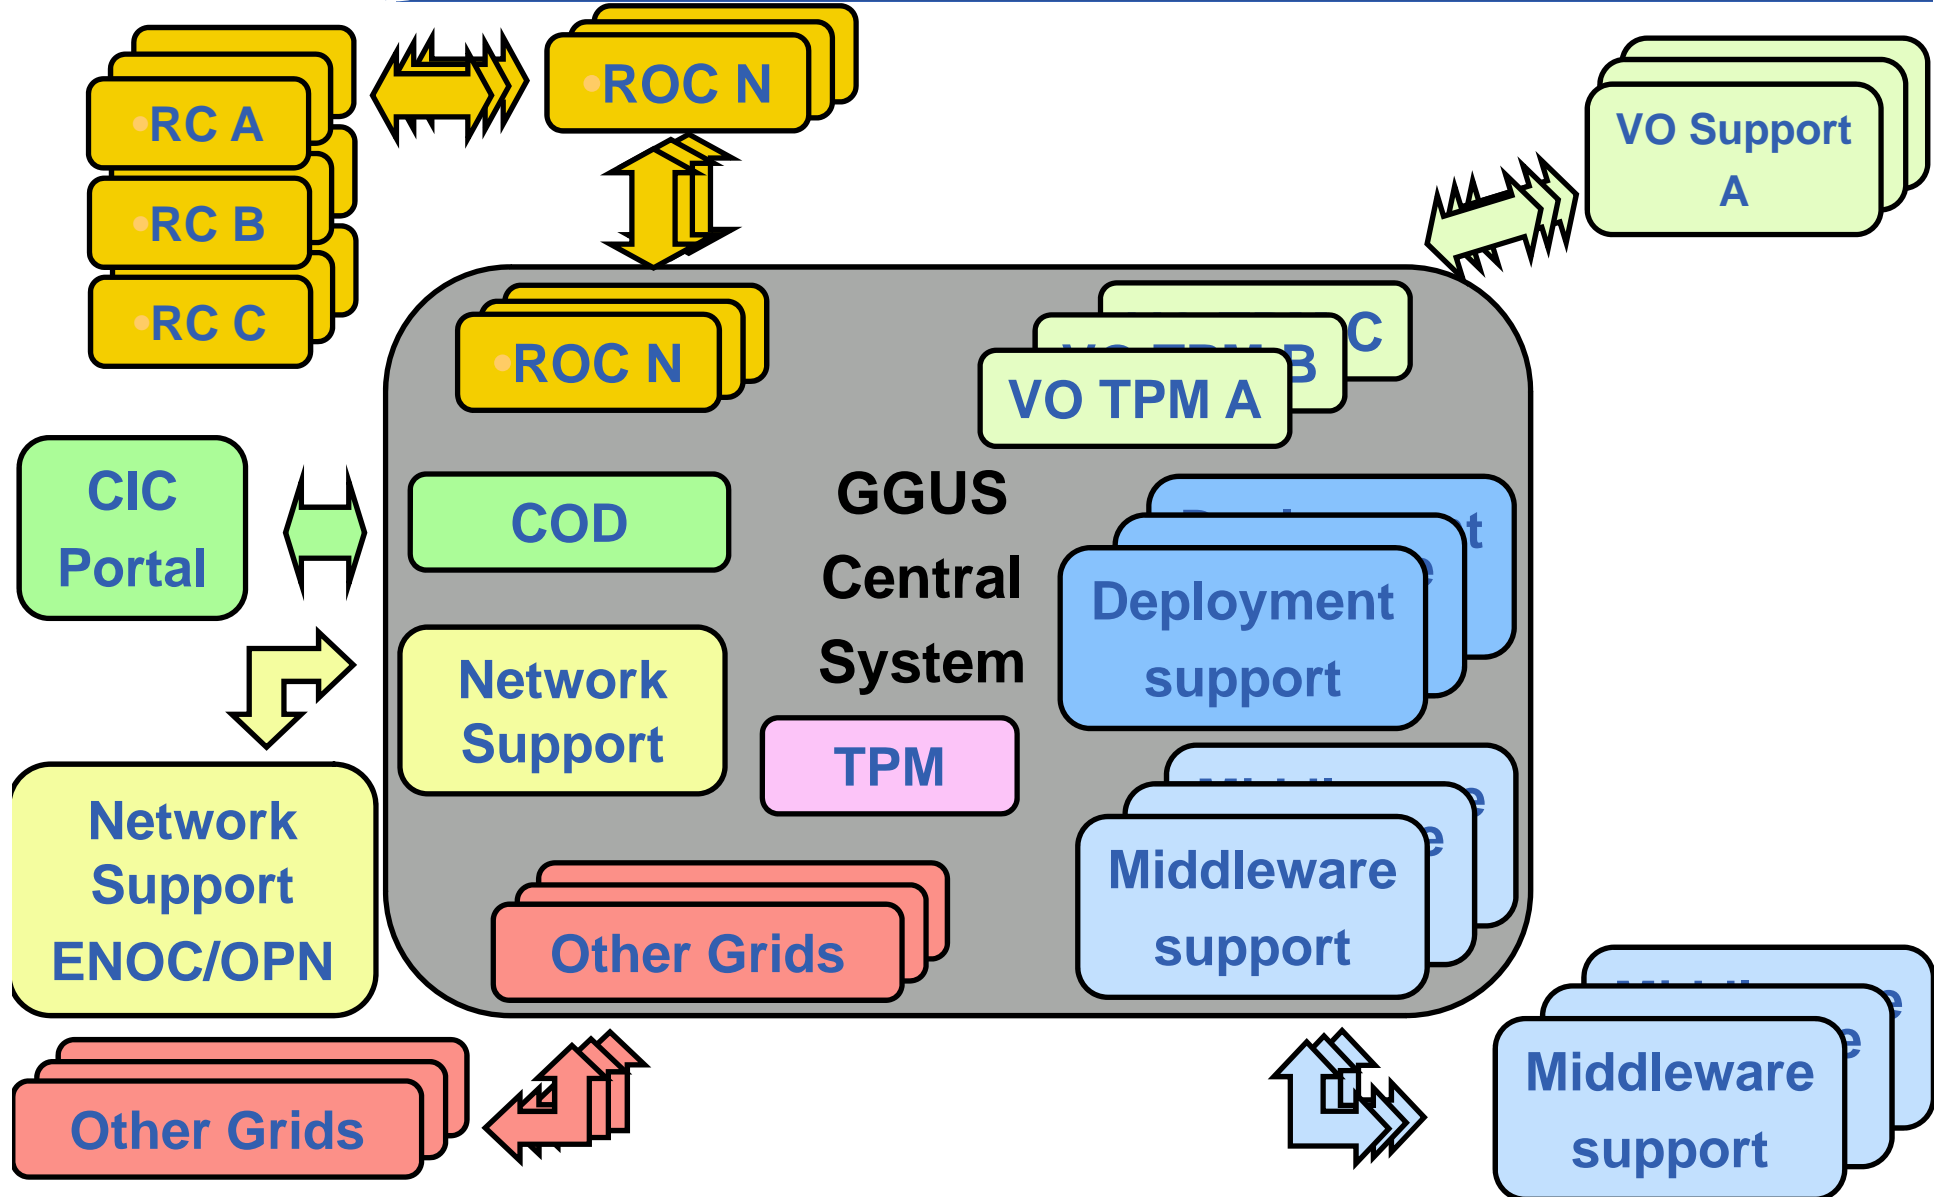 •ROC N
•RC A
•RC B
•RC C
VO Support
A
•ROC N
C
B
VO TPM A
CIC
Portal
COD
GGUS
Central
System
Deployment
support
Network
Support
TPM
Network
Support
ENOC/OPN
Middleware
support
Other Grids
Other Grids
Middleware
support